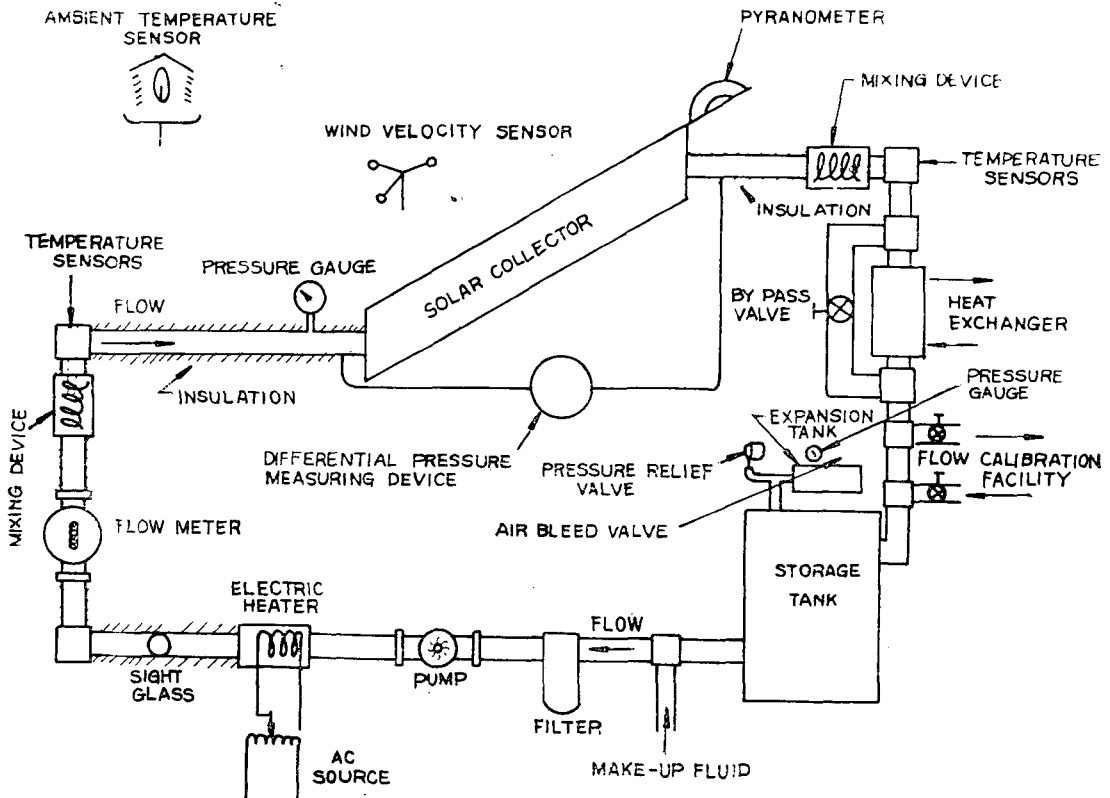 AMBIENT TEMPERATURE
SENSOR
PYRANOMETER
MIXING DEVICE
WIND VELOCITY SENSOR
TEMPERATURE
SENSORS
INSULATION
SOLAR COLLECTOR
TEMPERATURE
SENSORS
PRESSURE GAUGE
FLOW
BY PASS
VALVE
HEAT
EXCHANGER
INSULATION
PRESSURE
GAUGE
EXPANSION
TANK
MIXING DEVICE
DIFFERENTIAL PRESSURE
MEASURING DEVICE
PRESSURE RELIEF
VALVE
FLOW CALIBRATION
FACILITY
FLOW METER
AIR BLEED VALVE
STORAGE
TANK
ELECTRIC
HEATER
FLOW
SIGHT
GLASS
PUMP
FILTER
AC
SOURCE
MAKE-UP FLUID